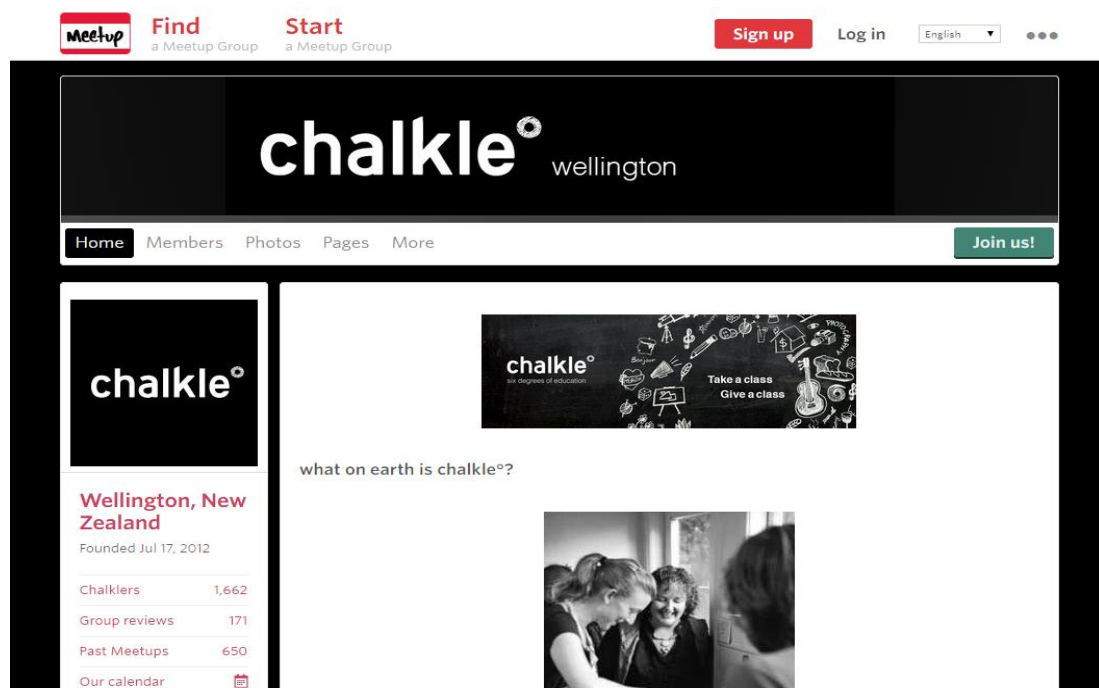 Meetup
Find
a Meetup Group
Start
a Meetup Group
Sign up
Log in
English
chalkle° wellington
Home Members Photos Pages More
Join us!
chalkle°
Wellington, New
Zealand
Founded Jul 17, 2012
Chalklers 1,662
Group reviews 171
Past Meetups 650
Our calendar
chalkle°
six degrees of education
Bonjour
PHOTOGRAPHY
Take a class
Give a class
what on earth is chalkle°?